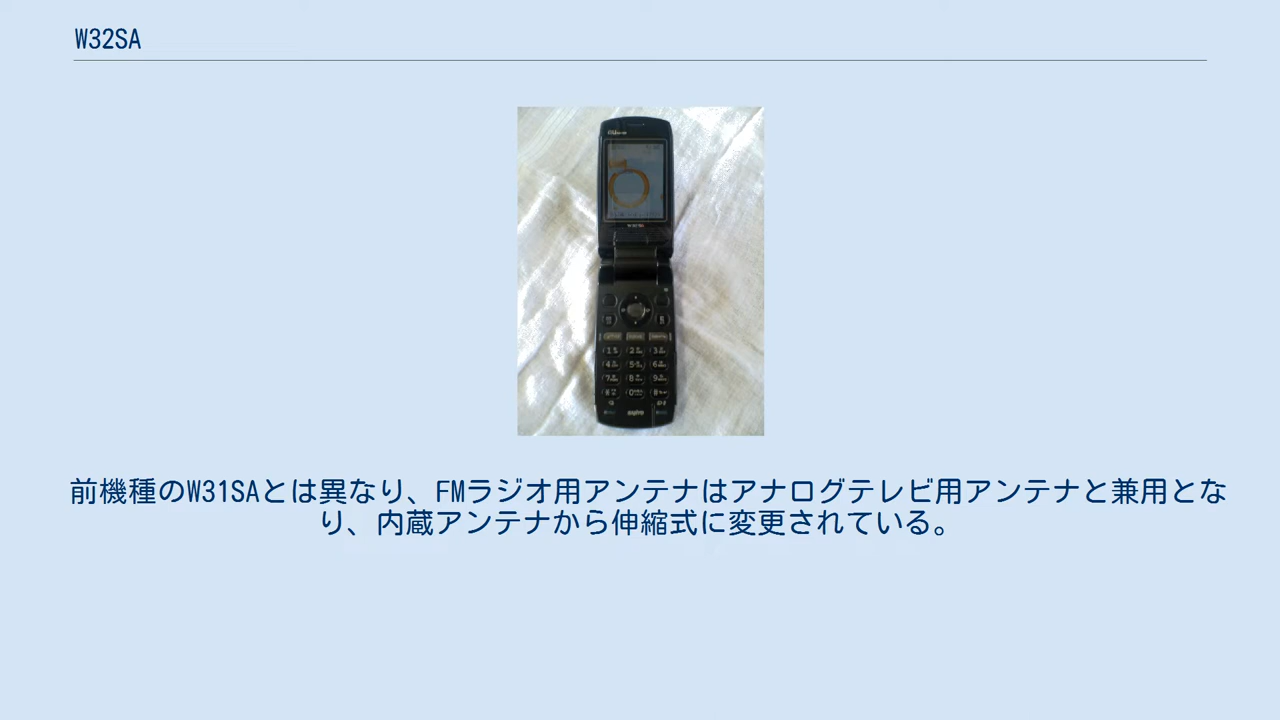 W32SA
au
SANYO
前機種のW31SAとは異なり、FMラジオ用アンテナはアナログテレビ用アンテナと兼用とな
り、内蔵アンテナから伸縮式に変更されている。